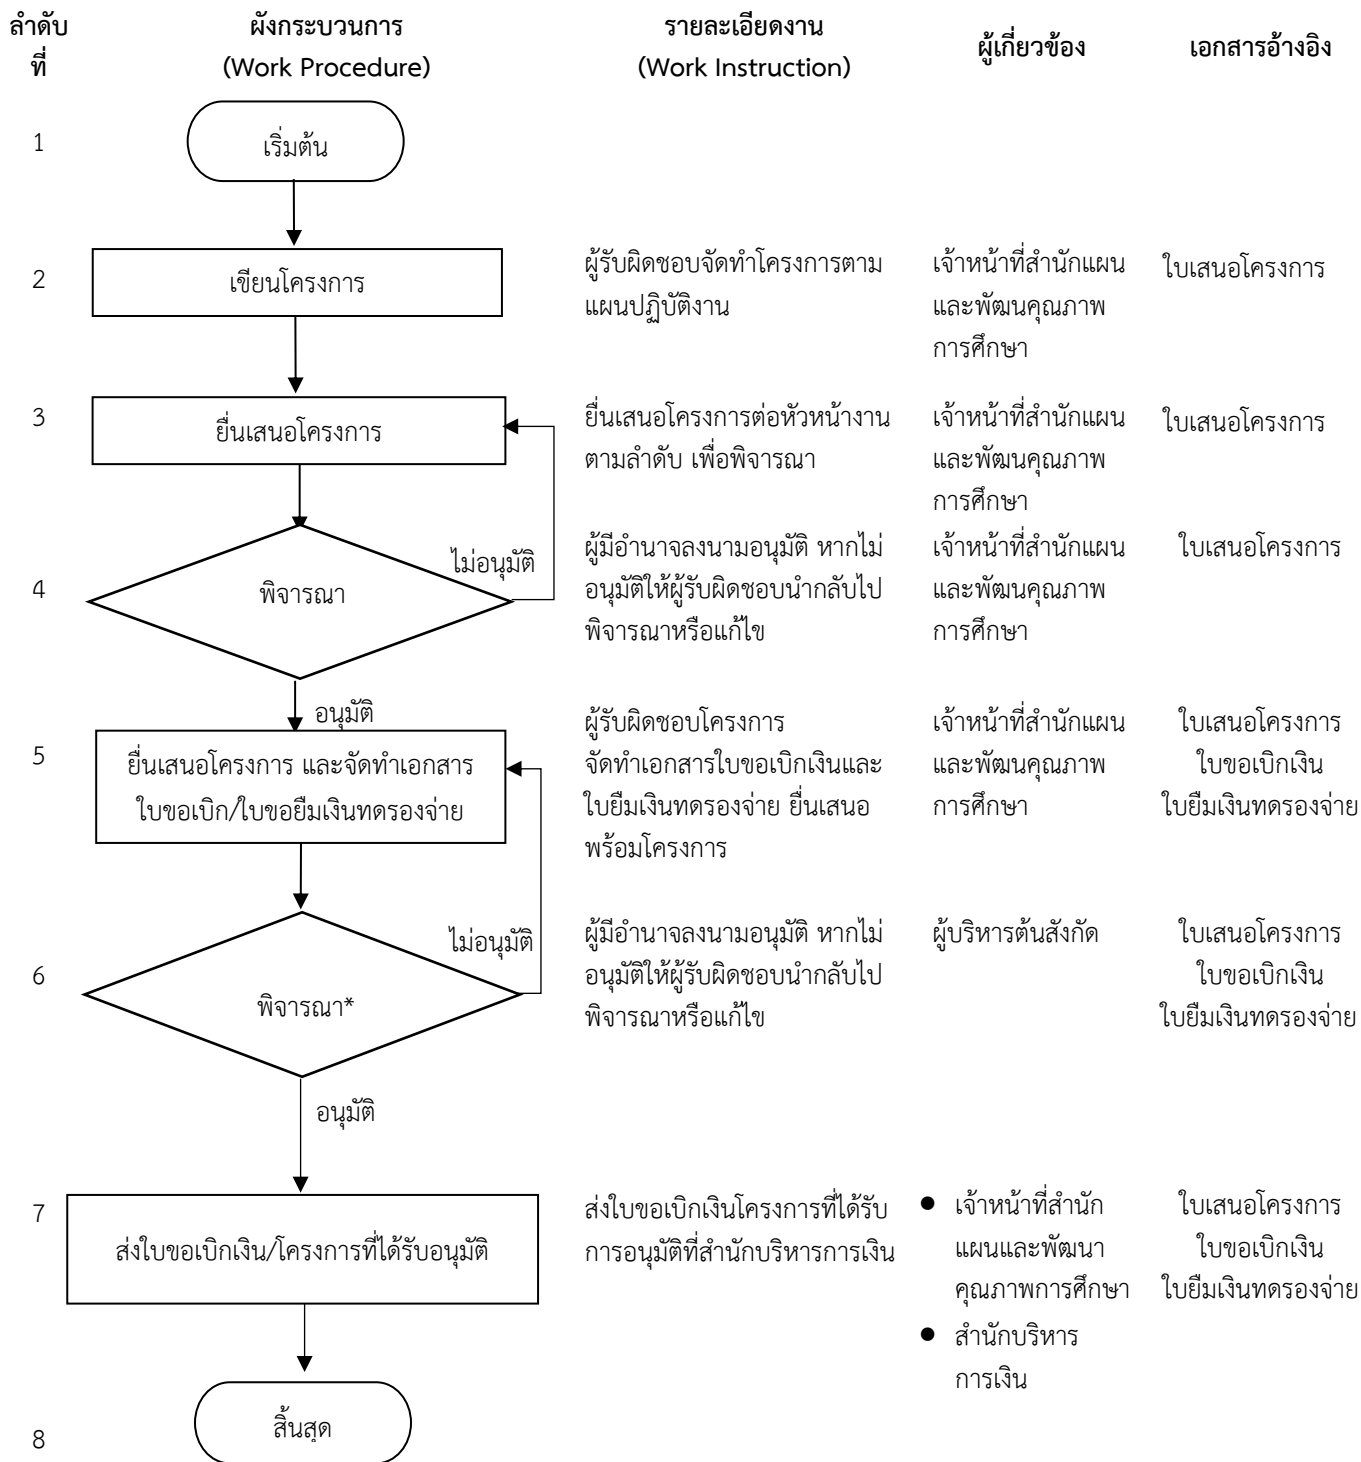 ลำดับ
ที่
ผังกระบวนการ
(Work Procedure)
รายละเอียดงาน
(Work Instruction)
ผู้เกี่ยวข้อง
เอกสารอ้างอิง
1
เริ่มต้น
2
เขียนโครงการ
ผู้รับผิดชอบจัดทำโครงการตาม
แผนปฏิบัติงาน
เจ้าหน้าที่สำนักแผน
และพัฒนคุณภาพ
การศึกษา
ใบเสนอโครงการ
3
ยื่นเสนอโครงการ
ยื่นเสนอโครงการต่อหัวหน้างาน
ตามลำดับ เพื่อพิจารณา
เจ้าหน้าที่สำนักแผน
และพัฒนคุณภาพ
การศึกษา
ใบเสนอโครงการ
4
พิจารณา
ไม่อนุมัติ
อนุมัติ
ผู้มีอำนาจลงนามอนุมัติ หากไม่
อนุมัติให้ผู้รับผิดชอบนำกลับไป
พิจารณาหรือแก้ไข
เจ้าหน้าที่สำนักแผน
และพัฒนคุณภาพ
การศึกษา
ใบเสนอโครงการ
5
ยื่นเสนอโครงการ และจัดทำเอกสาร
ใบขอเบิก/ใบขอยืมเงินทดรองจ่าย
ผู้รับผิดชอบโครงการ
จัดทำเอกสารใบขอเบิกเงินและ
ใบยืมเงินทดรองจ่าย ยื่นเสนอ
พร้อมโครงการ
เจ้าหน้าที่สำนักแผน
และพัฒนคุณภาพ
การศึกษา
ใบเสนอโครงการ
ใบขอเบิกเงิน
ใบยืมเงินทดรองจ่าย
6
พิจารณา*
ไม่อนุมัติ
อนุมัติ
ผู้มีอำนาจลงนามอนุมัติ หากไม่
อนุมัติให้ผู้รับผิดชอบนำกลับไป
พิจารณาหรือแก้ไข
ผู้บริหารต้นสังกัด
ใบเสนอโครงการ
ใบขอเบิกเงิน
ใบยืมเงินทดรองจ่าย
7
ส่งใบขอเบิกเงิน/โครงการที่ได้รับอนุมัติ
ส่งใบขอเบิกเงินโครงการที่ได้รับ
การอนุมัติที่สำนักบริหารการเงิน
● เจ้าหน้าที่สำนัก
แผนและพัฒนา
คุณภาพการศึกษา
● สำนักบริหาร
การเงิน
ใบเสนอโครงการ
ใบขอเบิกเงิน
ใบยืมเงินทดรองจ่าย
8
สิ้นสุด